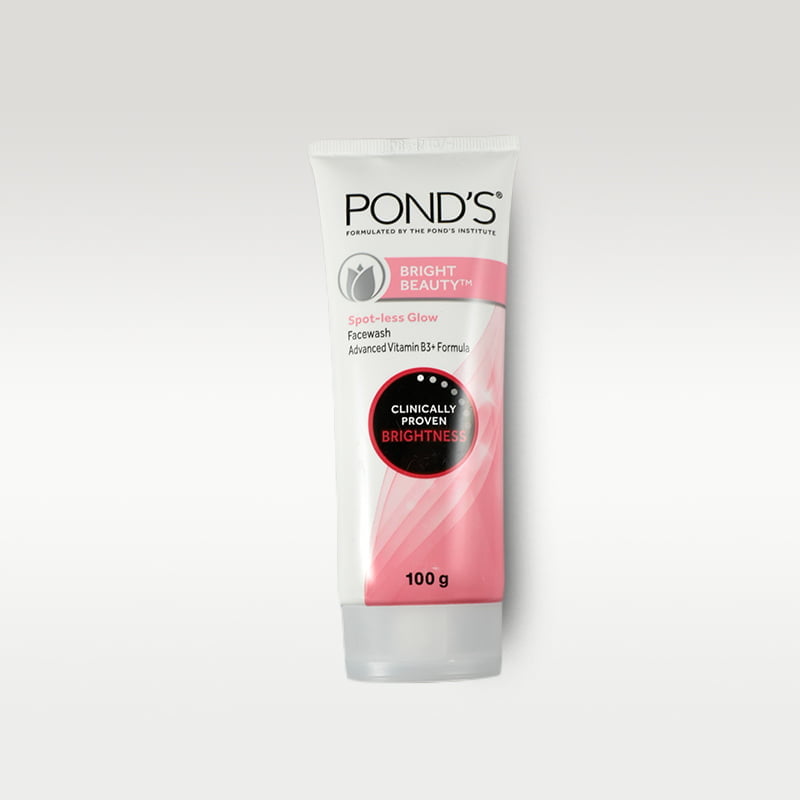 POND'S®
FORMULATED BY THE POND'S INSTITUTE
BRIGHT
BEAUTY™
Spot-less Glow
Facewash
Advanced Vitamin B3+ Formula
CLINICALLY
PROVEN
BRIGHTNESS
100 g